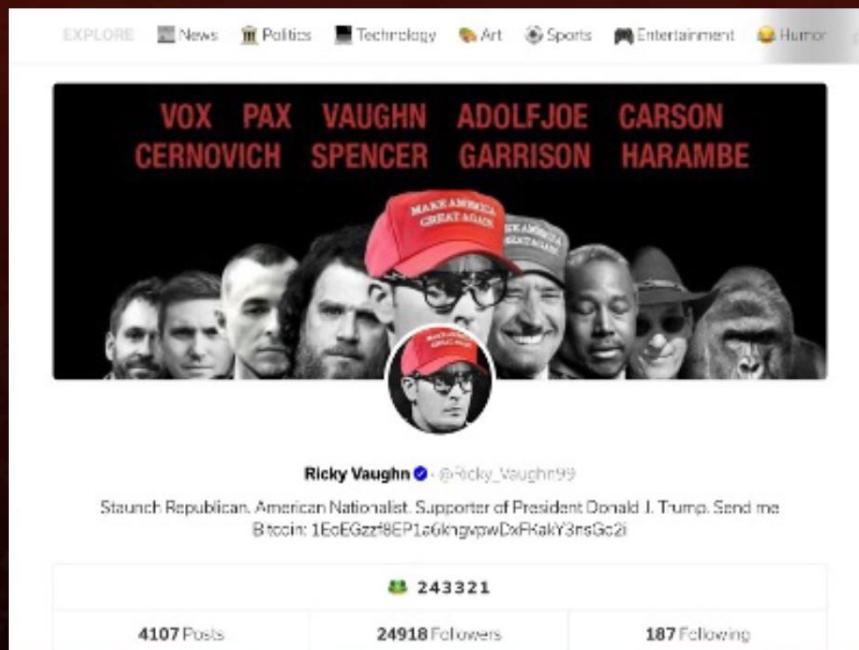 EXPLORE News Politics Technology Art Sports Entertainment Humor
VOX PAX VAUGHN ADOLFJOE CARSON
CERNOVICH SPENCER GARRISON HARAMBE
MAKE AMERICA
GREAT AGAIN
Ricky Vaughn · @Ricky_Vaughn99
Staunch Republican. American Nationalist. Supporter of President Donald J. Trump. Send me
Bitcoin:
243321
4107 Posts 24918 Followers 187 Following